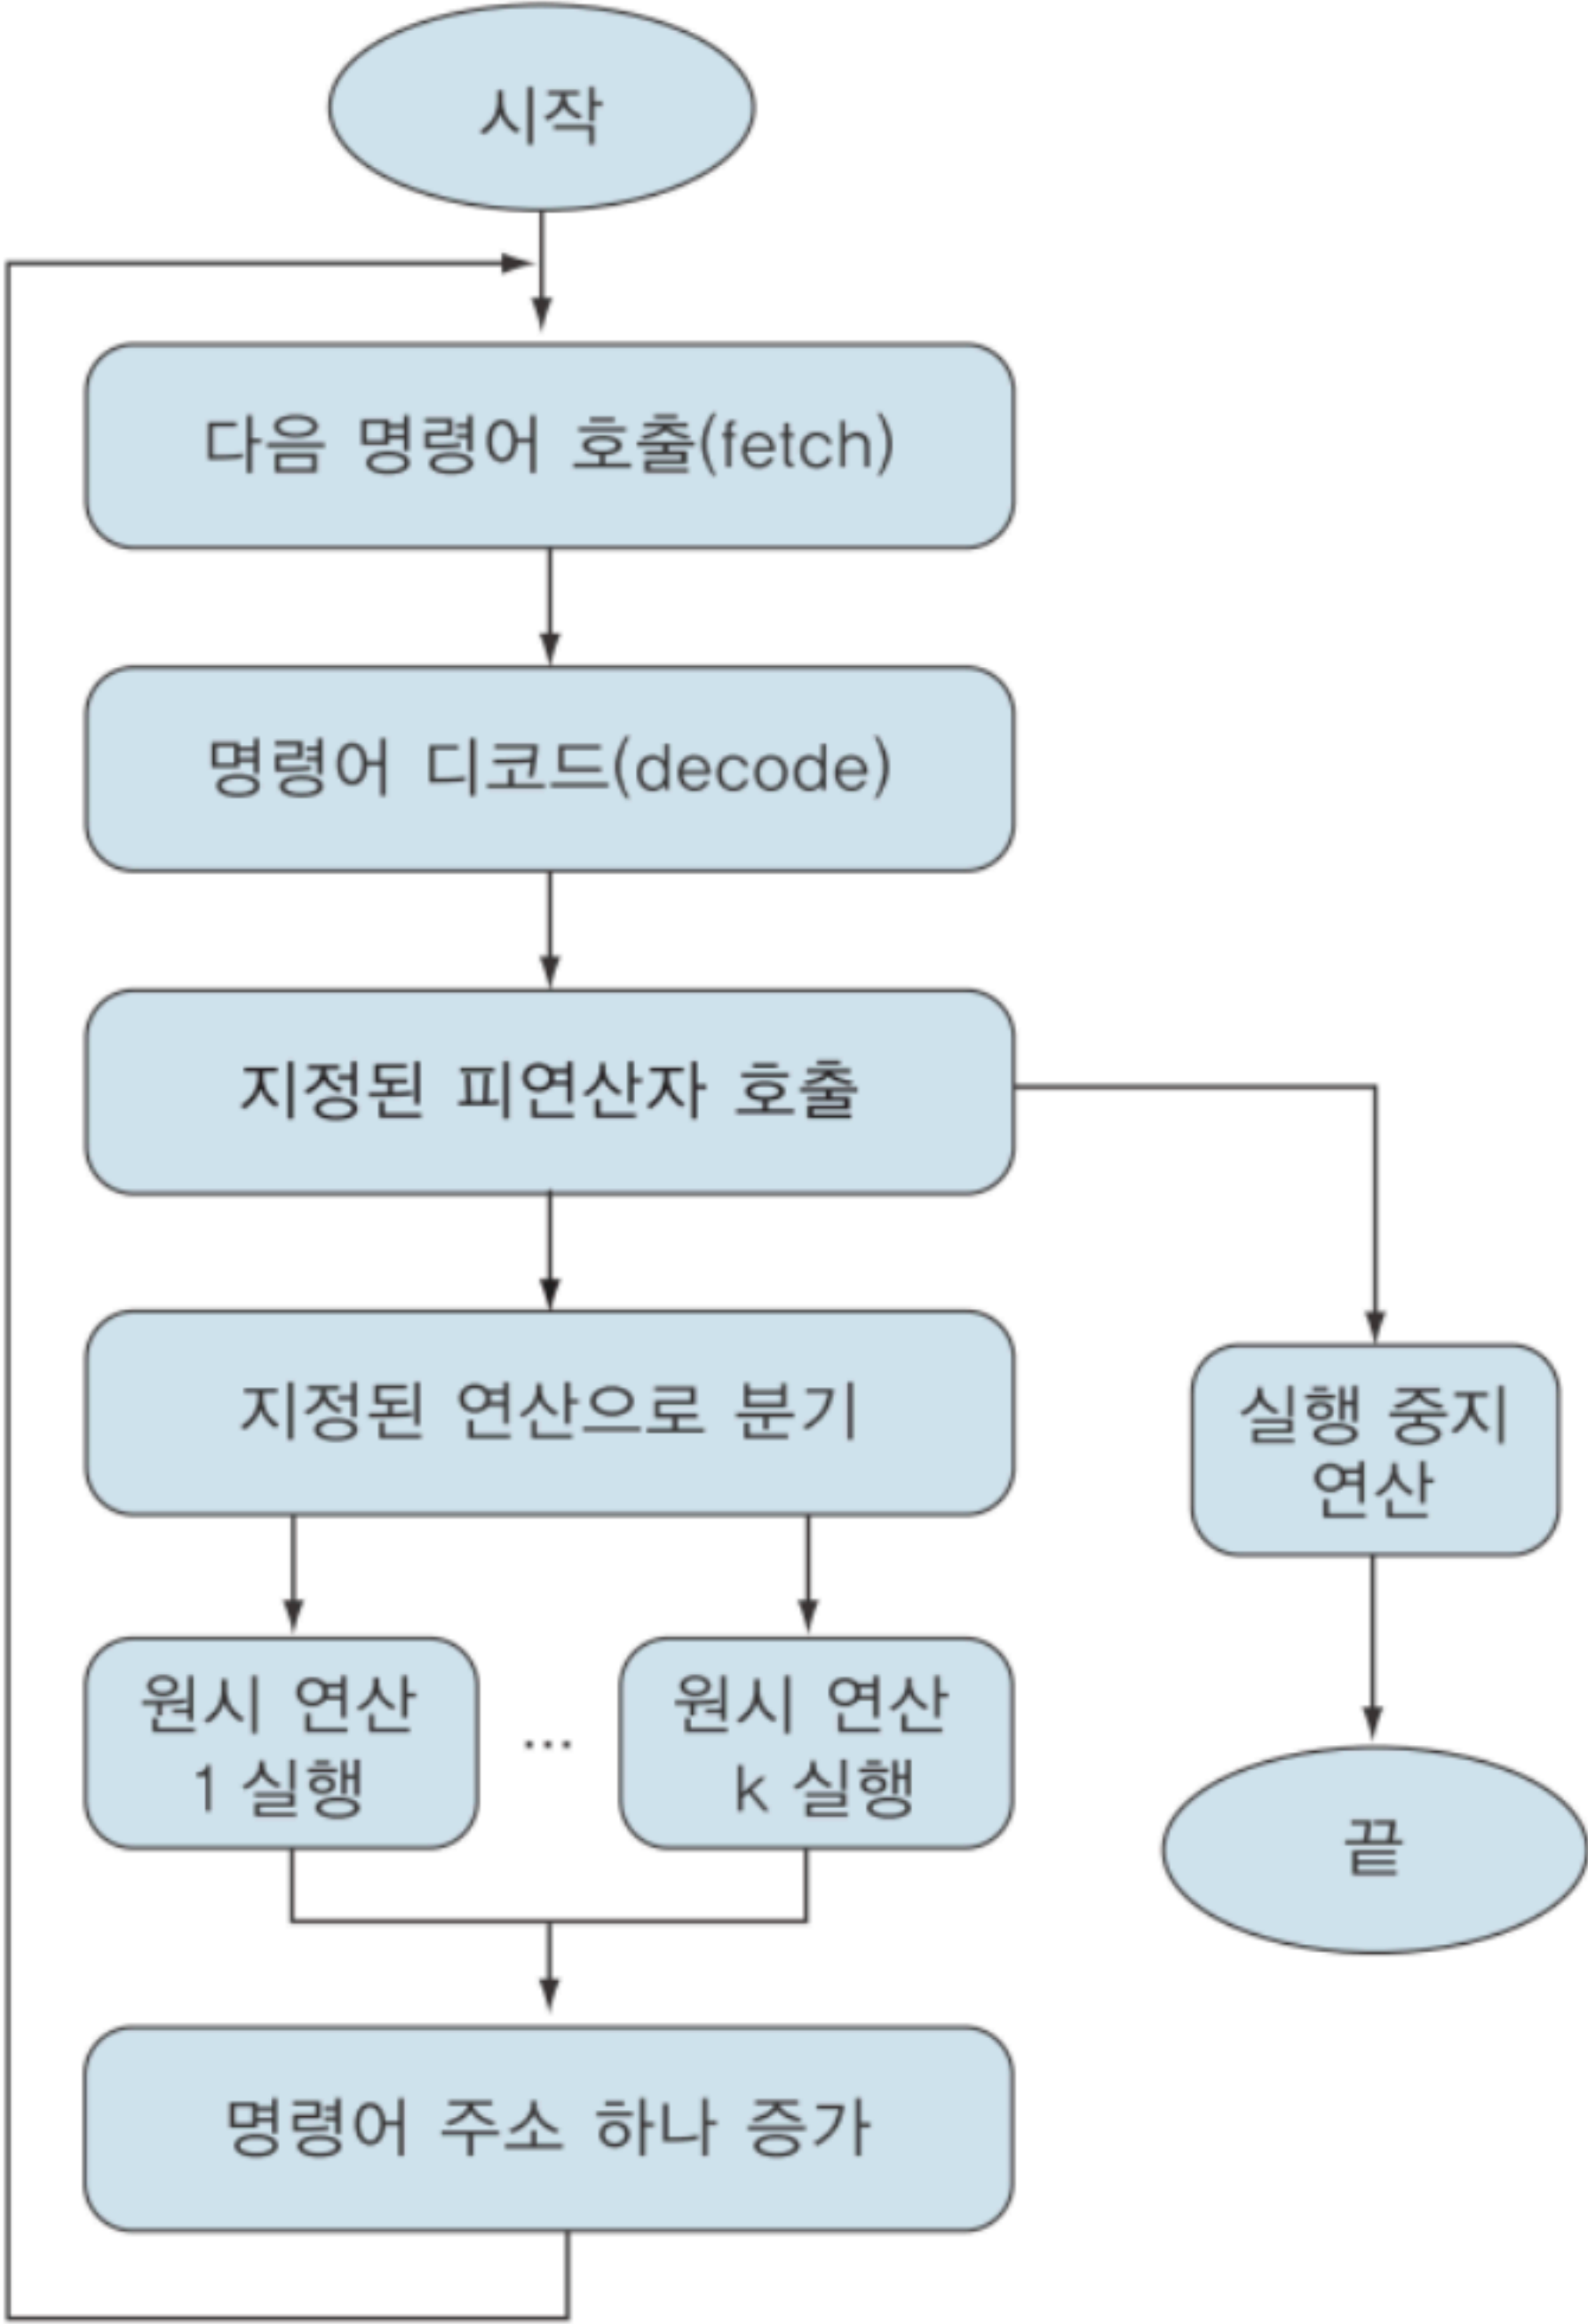 시작
다음 명령어 호출(fetch)
명령어 디코드(decode)
지정된 피연산자 호출
지정된 연산으로 분기
실행 중지
연산
원시 연산
1 실행
...
원시 연산
k 실행
끝
명령어 주소 하나 증가